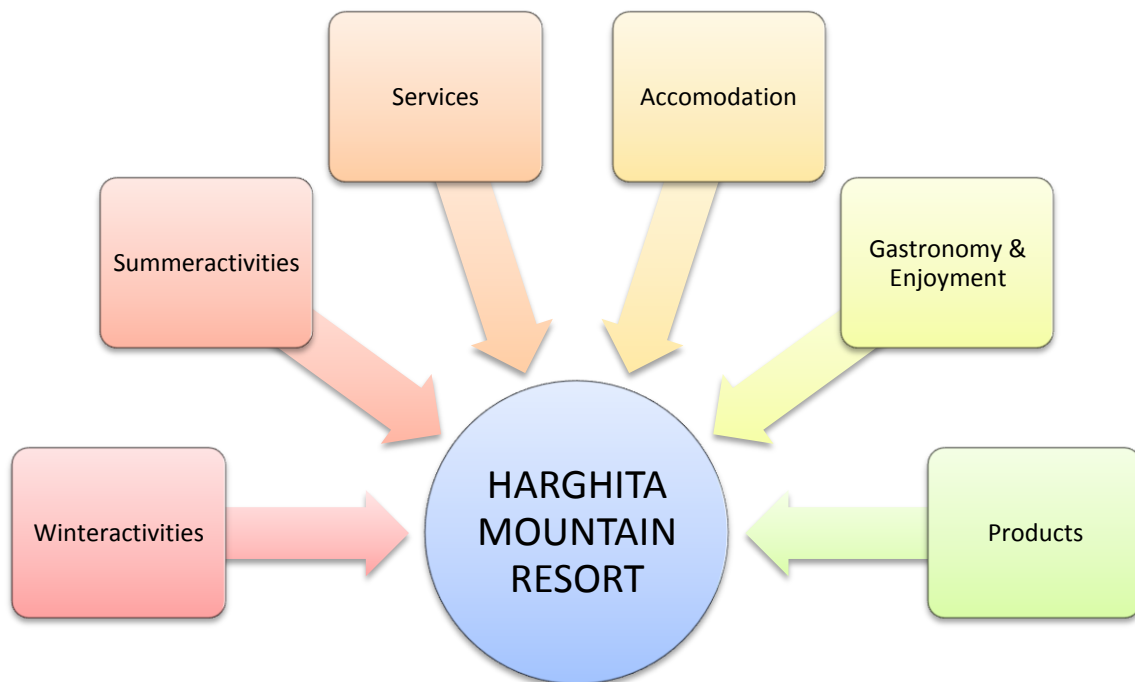 Services
Accomodation
Summeractivities
Gastronomy &
Enjoyment
Winteractivities
HARGHITA
MOUNTAIN
RESORT
Products